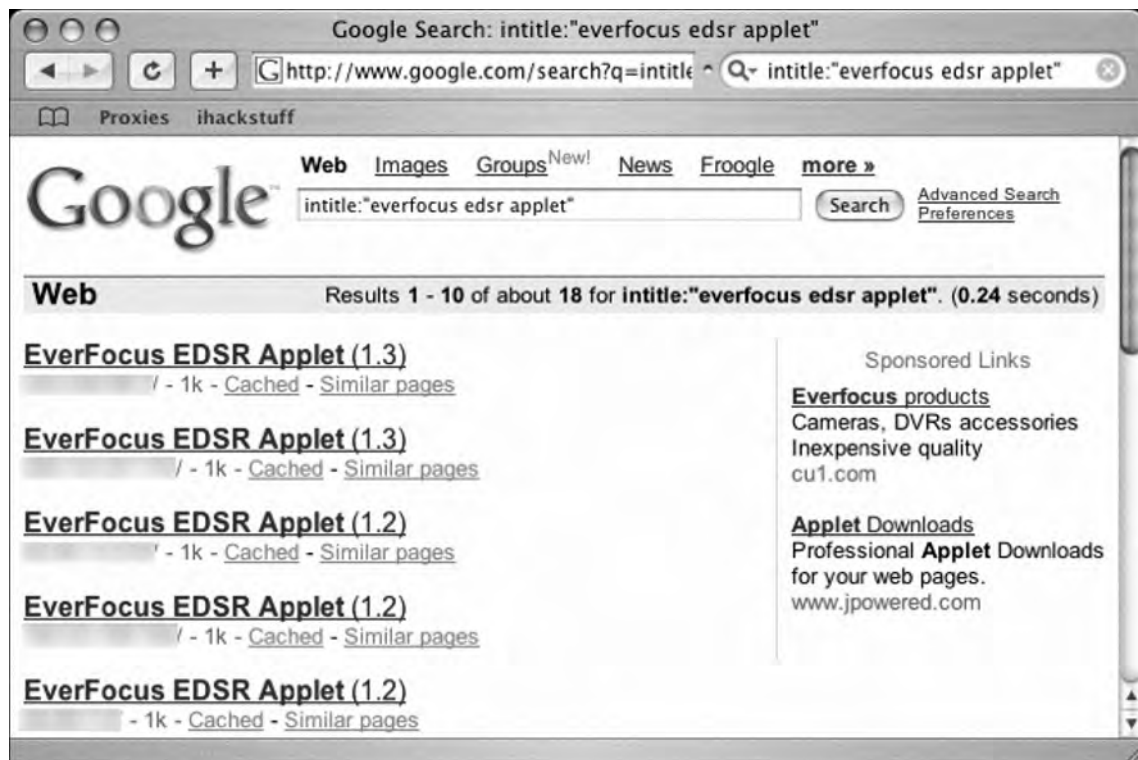 Google Search: intitle:"everfocus edsr applet"
http://www.google.com/search?q=intitle
intitle:"everfocus edsr applet"
Proxies ihackstuff
Google
Web Images Groups New! News Froogle more »
intitle:"everfocus edsr applet" Search Advanced Search
Preferences
Web Results 1 - 10 of about 18 for intitle:"everfocus edsr applet". (0.24 seconds)
EverFocus EDSR Applet (1.3)
/ - 1k - Cached - Similar pages
EverFocus EDSR Applet (1.3)
/ - 1k - Cached - Similar pages
EverFocus EDSR Applet (1.2)
- 1k - Cached - Similar pages
EverFocus EDSR Applet (1.2)
/ - 1k - Cached - Similar pages
EverFocus EDSR Applet (1.2)
- 1k - Cached - Similar pages
Sponsored Links
Everfocus products
Cameras, DVRs accessories
Inexpensive quality
cu1.com
Applet Downloads
Professional Applet Downloads
for your web pages.
www.jpowered.com